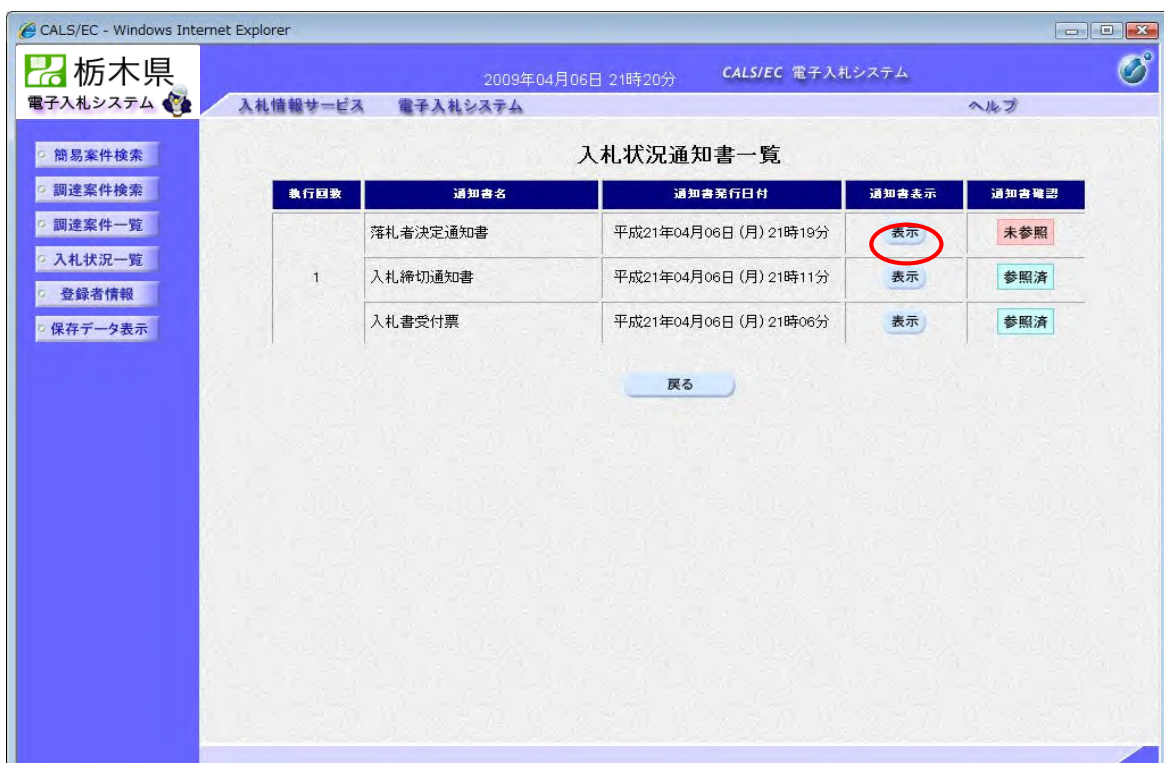 CALS/EC - Windows Internet Explorer
栃木県
電子入札システム
2009年04月06日 21時20分
CALS/EC 電子入札システム
入札情報サービス 電子入札システム ヘルプ
簡易案件検索
調達案件検索
調達案件一覧
入札状況一覧
登録者情報
保存データ表示
入札状況通知書一覧
執行回数 通知書名 通知書発行日付 通知書表示 通知書確認
1
落札者決定通知書 平成21年04月06日 (月) 21時19分 表示 未参照
入札締切通知書 平成21年04月06日 (月) 21時11分 表示 参照済
入札書受付票 平成21年04月06日 (月) 21時06分 表示 参照済
戻る